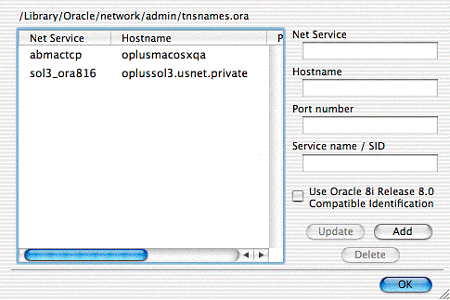 /Library/Oracle/network/admin/tnsnames.ora
Net Service Hostname P
abmactcp oplusmacosxqa
sol3_ora816 oplussol3.usnet.private
Net Service
Hostname
Port number
Service name / SID
Use Oracle 8i Release 8.0
Compatible Identification
Update Add
Delete
OK